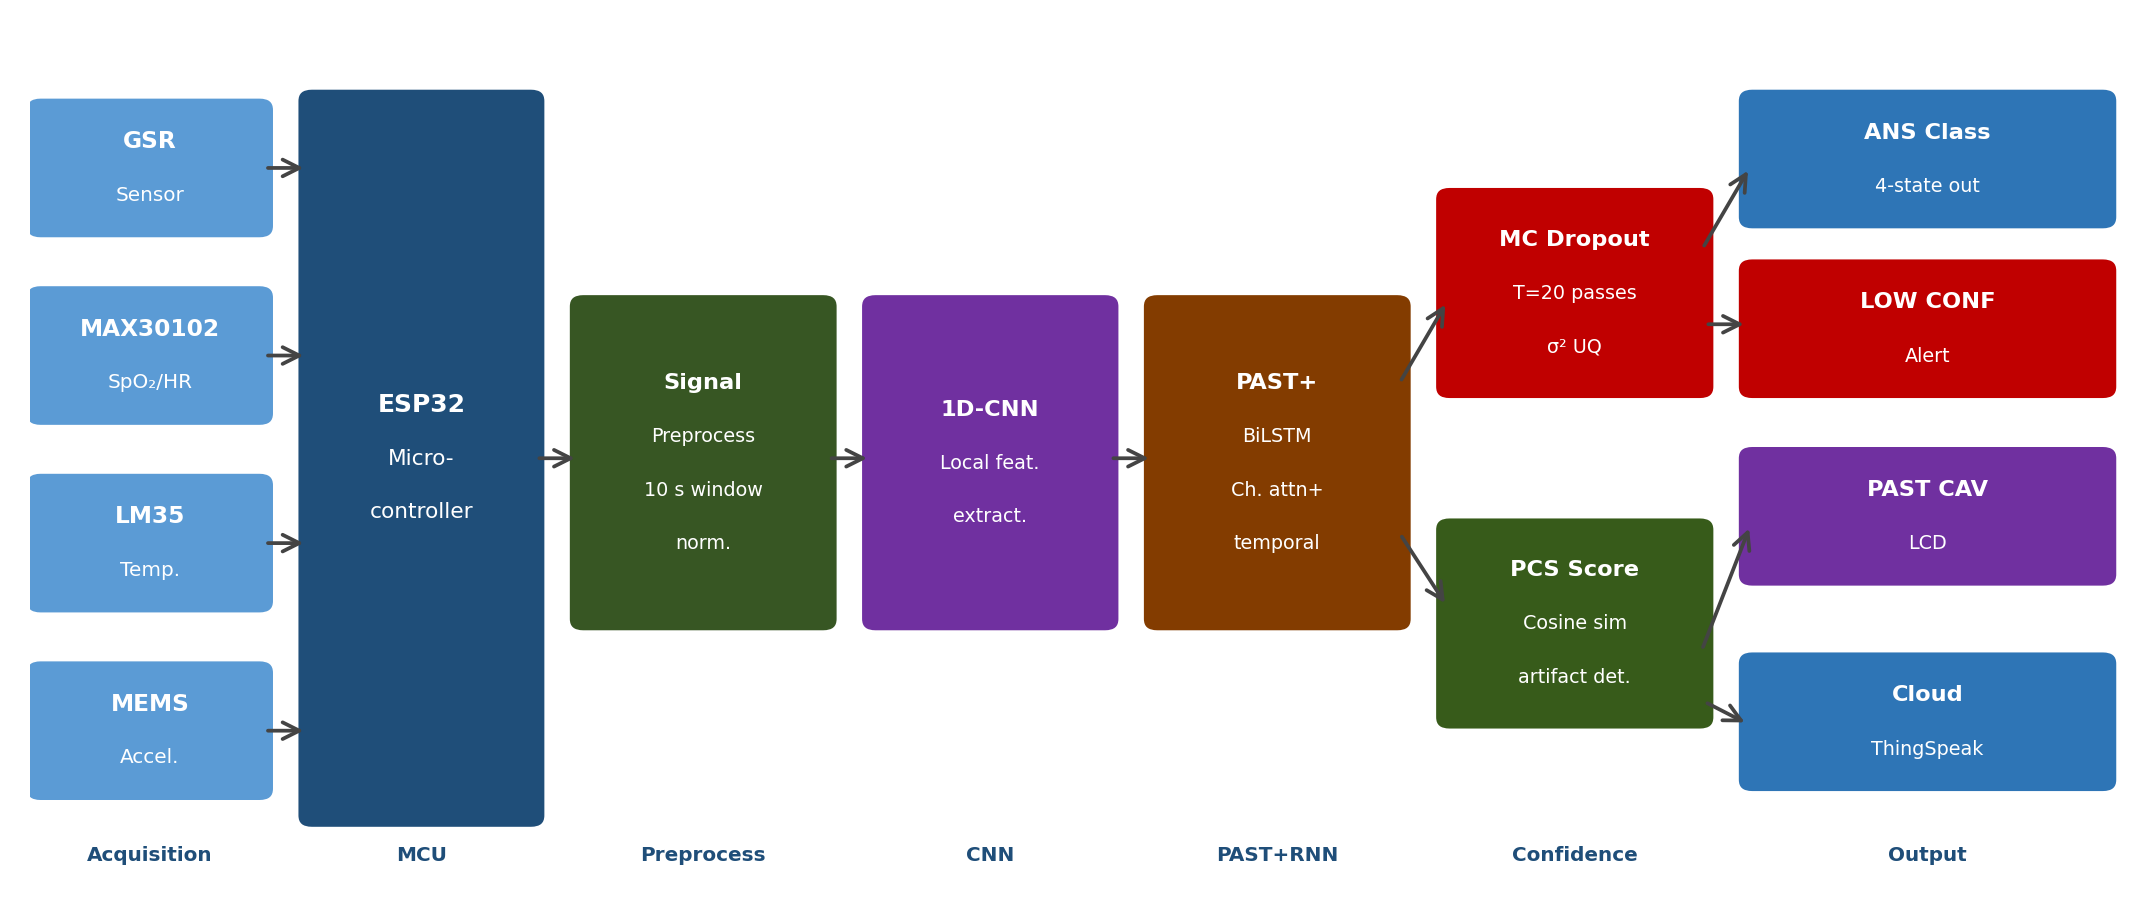 GSR
Sensor
MAX30102
SpO₂/HR
LM35
Temp.
MEMS
Accel.
ESP32
Micro-
controller
Signal
Preprocess
10 s window
norm.
1D-CNN
Local feat.
extract.
PAST+
BiLSTM
Ch. attn+
temporal
MC Dropout
T=20 passes
σ² UQ
PCS Score
Cosine sim
artifact det.
ANS Class
4-state out
LOW CONF
Alert
PAST CAV
LCD
Cloud
ThingSpeak
Acquisition
MCU
Preprocess
CNN
PAST+RNN
Confidence
Output